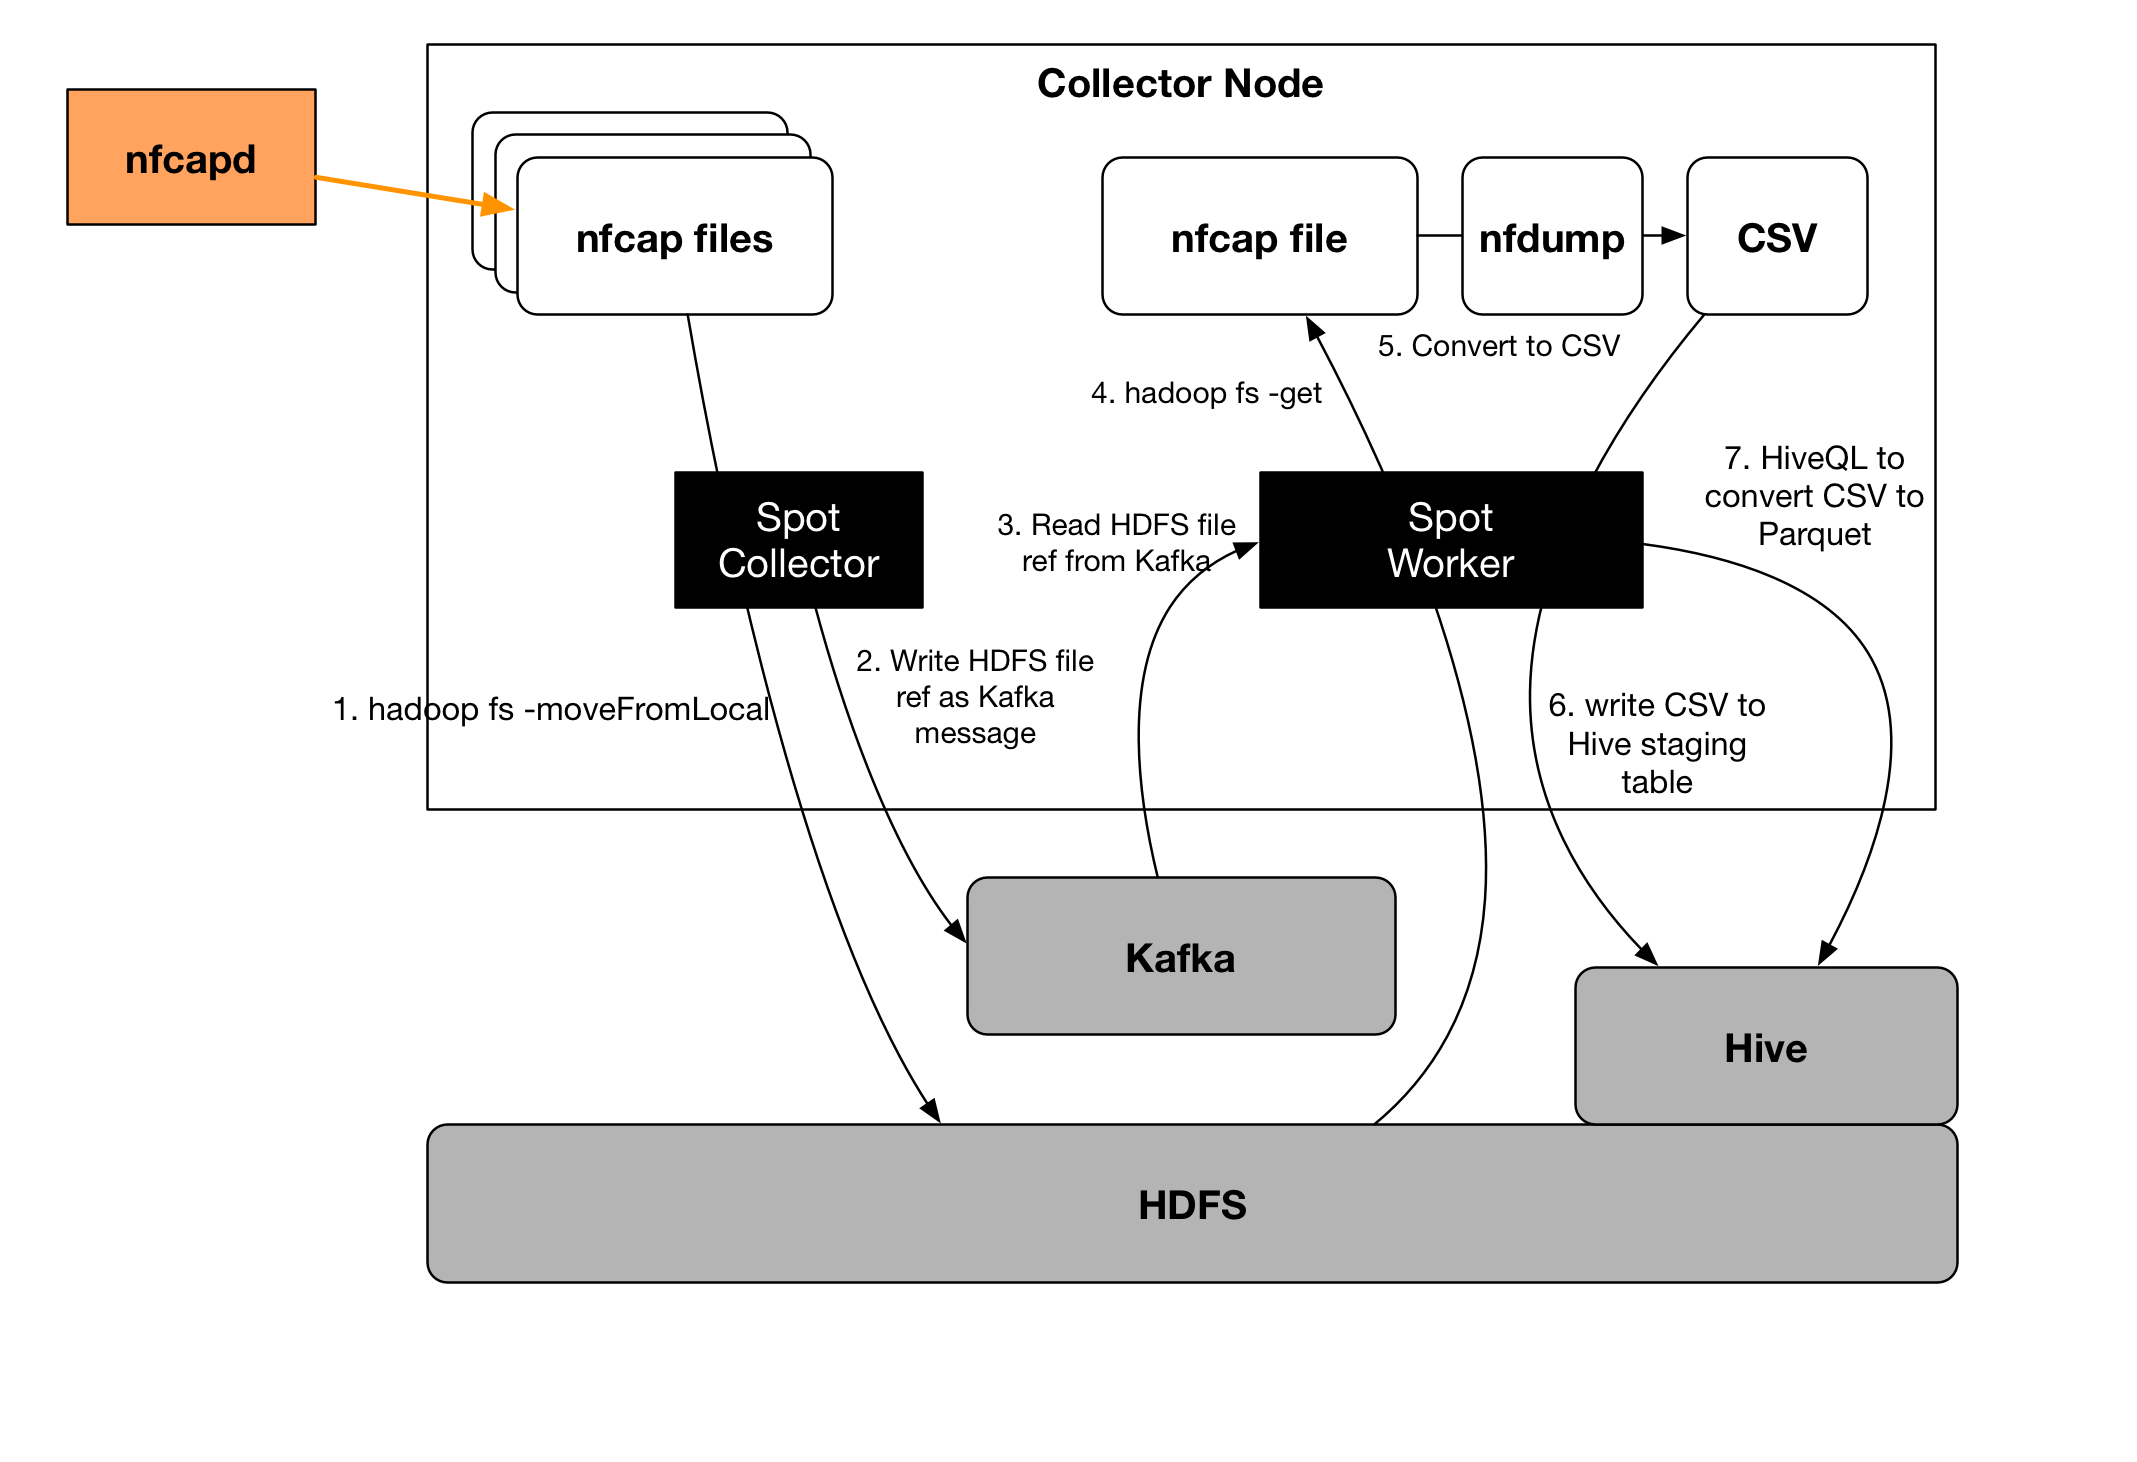 Collector Node
nfcapd
nfcap files
nfcap file
nfdump
CSV
5. Convert to CSV
4. hadoop fs -get
7. HiveQL to
convert CSV to
Parquet
Spot
Collector
3. Read HDFS file
ref from Kafka
Spot
Worker
2. Write HDFS file
ref as Kafka
message
1. hadoop fs -moveFromLocal
6. write CSV to
Hive staging
table
Kafka
Hive
HDFS